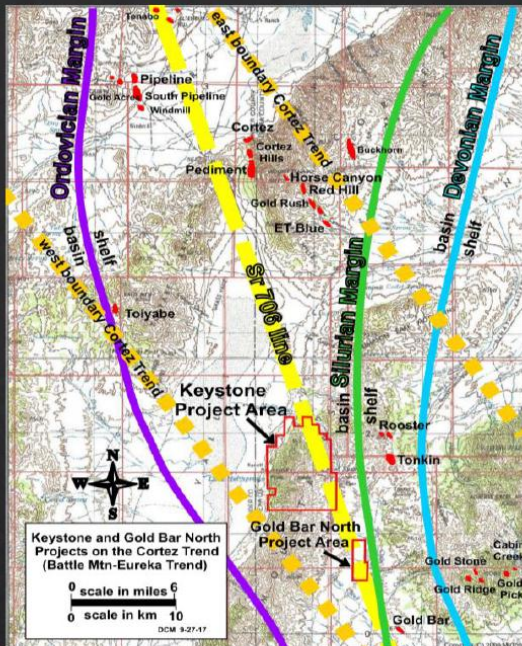 Tenabo
Pipeline
Gold Acres
South Pipeline
Windmill
Ordovician Margin
basin
shelf
east boundary Cortez Trend
Cortez
Cortez
Hills
Pediment
Buckhorn
Horse Canyon
Red Hill
Gold Rush
ET Blue
Devonian Margin
basin
shelf
west boundary Cortez Trend
Toiyabe
Sr 706 line
Silurian Margin
basin
shelf
Keystone
Project Area
Rooster
Tonkin
N
W
E
S
Gold Bar North
Project Area
Keystone and Gold Bar North
Projects on the Cortez Trend
(Battle Mtn-Eureka Trend)
0 scale in miles 6
0 scale in km 10
DCM 9-27-17
Gold Stone
Gold Ridge
Gold Bar